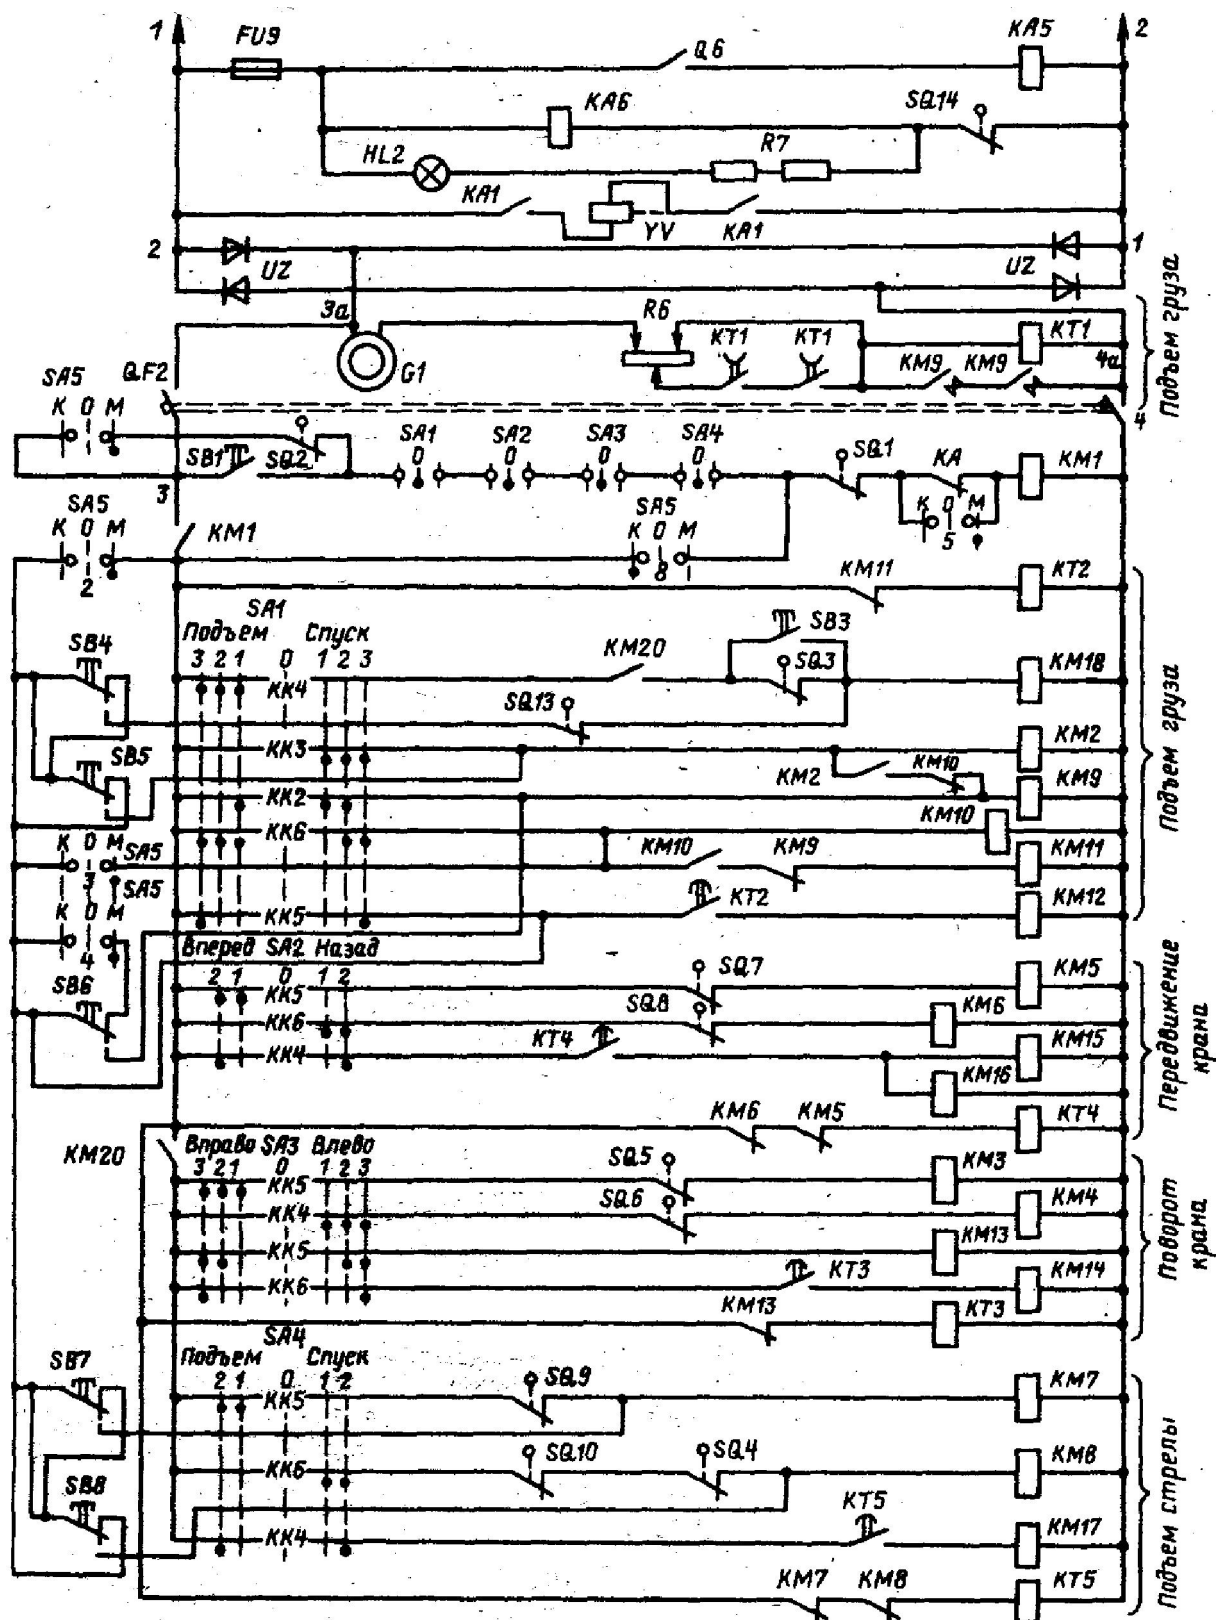 1
FU9
Q6
KA5
2
KA6
SQ14
HL2
R7
KA1
YV
KA1
2
UZ
UZ
1
3а
R6
KT1
KT1
KT1
4а
KM9
KM9
G1
SA5
QF2
К О М
1
4
Подъем груза
SB1
SQ2
SA1
0
SA2
0
SA3
0
SA4
0
SQ1
KA
KM1
3
К О М
5
SA5
К О М
2
KM1
SA5
К О М
8
KM11
KT2
SA1
Подъем Спуск
3 2 1 0 1 2 3
SB4
KK4
KM20
SB3
SQ3
KM18
SQ13
KK3
KM2
SB5
KM2
KM10
KM9
KK2
KM10
KK6
К О М
3
SA5
KM10
KM9
KM11
SA5
К О М
4
KK5
KT2
KM12
Подъем груза
Вперед SA2 Назад
2 1 0 1 2
SB6
KK5
SQ7
KM5
KK6
SQ8
KM6
KK4
KT4
KM15
KM16
KM6
KM5
KT4
Передвижение
крана
KM20
Вправо SA3 Влево
3 2 1 0 1 2 3
KK5
SQ5
KM3
KK4
SQ6
KM4
KK5
KM13
KK6
KT3
KM14
KM13
KT3
Поворот
крана
SA4
Подъем Спуск
2 1 0 1 2
SB7
KK5
SQ9
KM7
KK6
SQ10
SQ4
KM8
SB8
KK4
KT5
KM17
KM7
KM8
KT5
Подъем стрелы